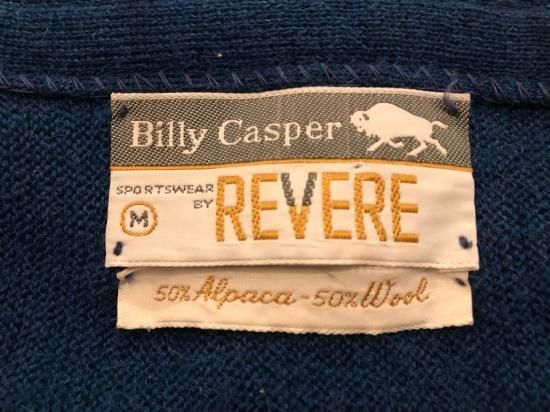 Billy Casper
SPORTSWEAR
BY
REVERE
M
50% Alpaca - 50% Wool